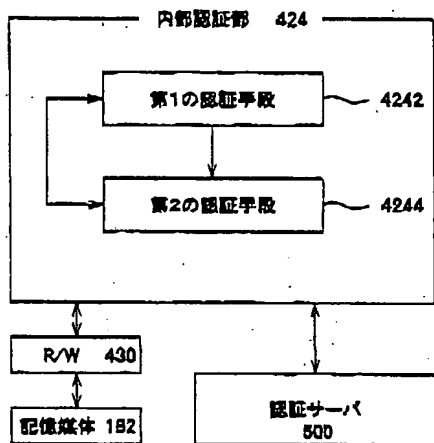 内部認証部 424
第1の認証手段 4242
第2の認証手段 4244
R/W 430
記憶媒体 192
認証サーバ
500